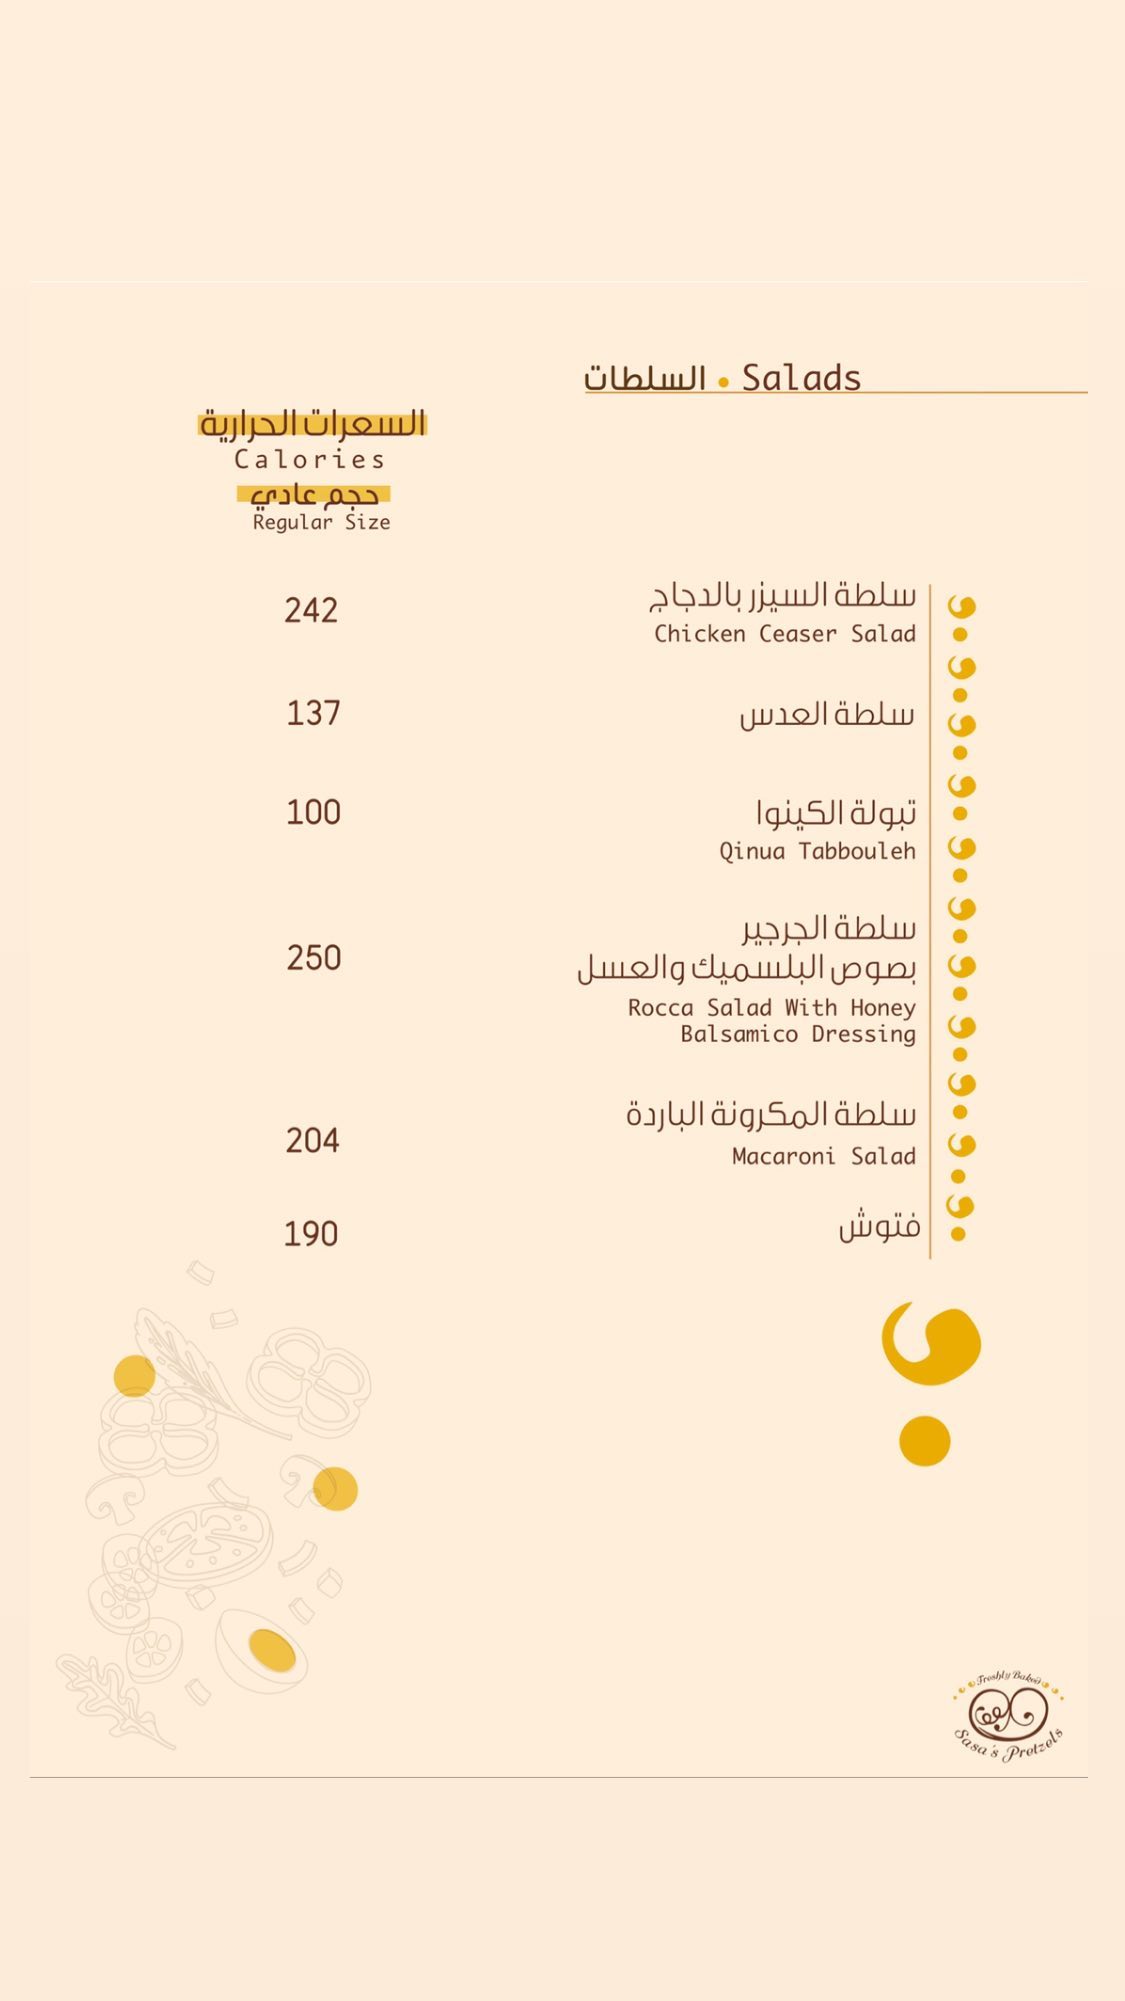 السلطات • Salads
السعرات الحرارية
Calories
حجم عادي
Regular Size
سلطة السيزر بالدجاج
Chicken Ceaser Salad
242
سلطة العدس
137
تبولة الكينوا
Qinua Tabbouleh
100
سلطة الجرجير
بصوص البلسميك والعسل
Rocca Salad With Honey
Balsamico Dressing
250
سلطة المكرونة الباردة
Macaroni Salad
204
فتوش
190
Freshly Baked
Sasa's Pretzels